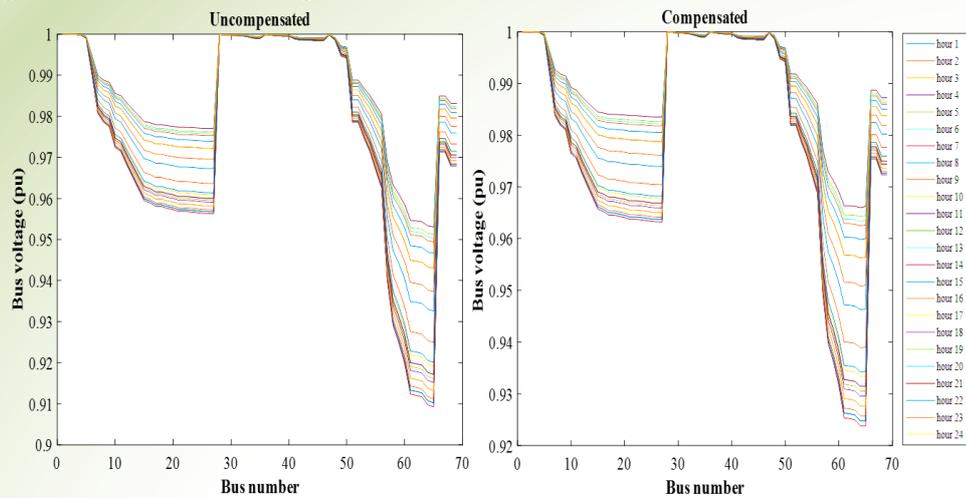 Uncompensated
1
0.99
0.98
0.97
0.96
0.95
0.94
0.93
0.92
0.91
0.9
0 10 20 30 40 50 60 70
Bus number
Bus voltage (pu)
Compensated
1
0.99
0.98
0.97
0.96
0.95
0.94
0.93
0.92
0 10 20 30 40 50 60 70
Bus number
Bus voltage (pu)
hour 1
hour 2
hour 3
hour 4
hour 5
hour 6
hour 7
hour 8
hour 9
hour 10
hour 11
hour 12
hour 13
hour 14
hour 15
hour 16
hour 17
hour 18
hour 19
hour 20
hour 21
hour 22
hour 23
hour 24